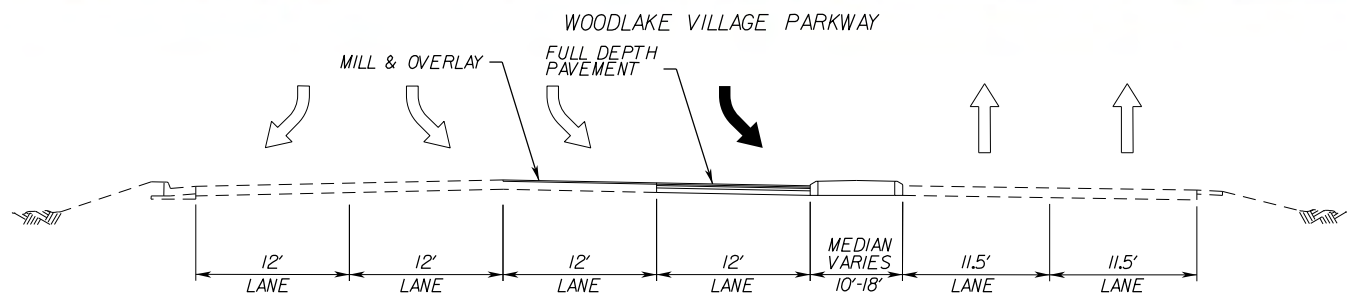 WOODLAKE VILLAGE PARKWAY
MILL & OVERLAY
FULL DEPTH
PAVEMENT
12'
LANE
12'
LANE
12'
LANE
12'
LANE
MEDIAN
VARIES
10'-18'
11.5'
LANE
11.5'
LANE